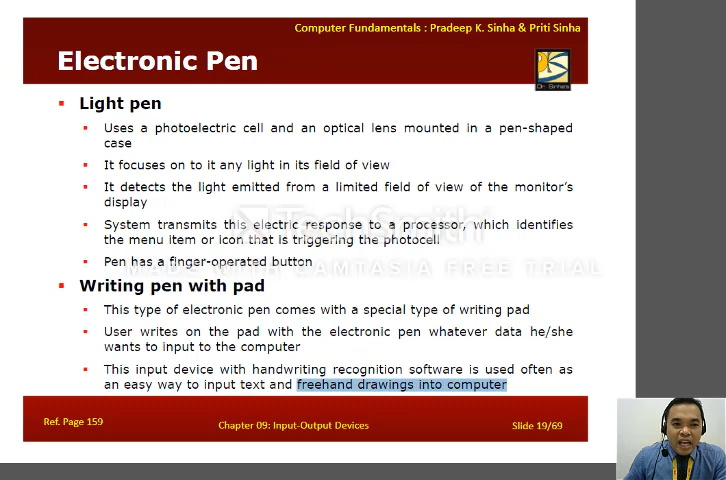 Computer Fundamentals : Pradeep K. Sinha & Priti Sinha
Electronic Pen
Dr. Sinhas
Light pen
Uses a photoelectric cell and an optical lens mounted in a pen-shaped
case
It focuses on to it any light in its field of view
It detects the light emitted from a limited field of view of the monitor's
display
System transmits this electric response to a processor, which identifies
the menu item or icon that is triggering the photocell
TechSmith
Pen has a finger-operated button
MADE WITH CAMTASIA FREE TRIAL
Writing pen with pad
This type of electronic pen comes with a special type of writing pad
User writes on the pad with the electronic pen whatever data he/she
wants to input to the computer
This input device with handwriting recognition software is used often as
an easy way to input text and freehand drawings into computer
Ref. Page 159
Chapter 09: Input-Output Devices
Slide 19/69